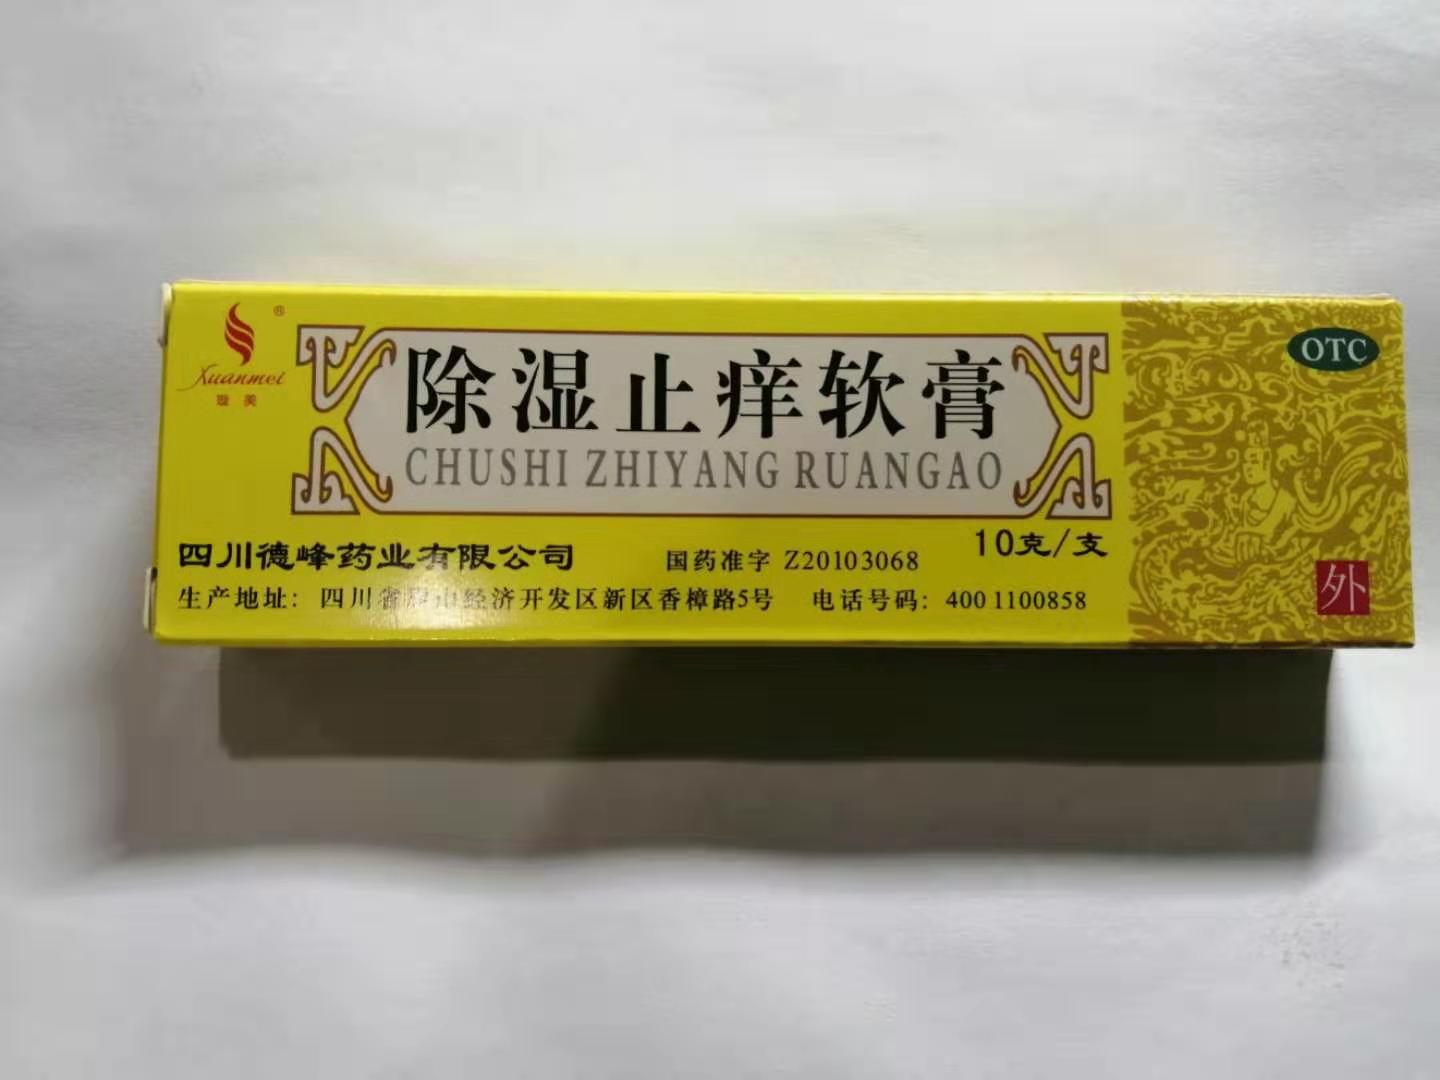 ®
Xuanmei
璇美
除湿止痒软膏
CHUSHI ZHIYANG RUANGAO
OTC
四川德峰药业有限公司 国药准字 Z20103068 10克/支
生产地址: 四川省眉山经济开发区新区香樟路5号 电话号码: 400 1100858
外